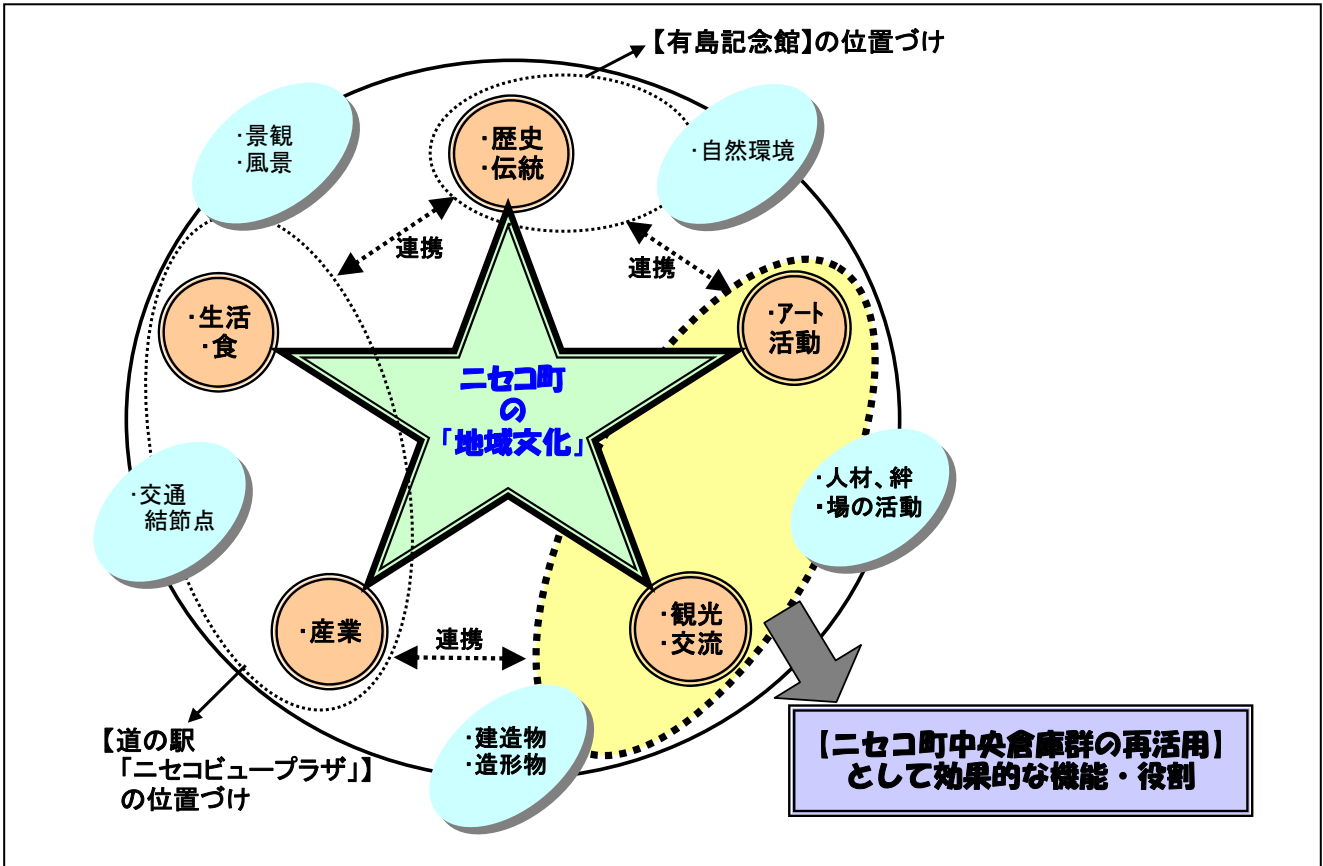 【有島記念館】の位置づけ
・景観
・風景
・歴史
・伝統
・自然環境
連携
連携
・生活
・食
・アート
活動
ニセコ町
の
「地域文化」
・交通
結節点
・人材、絆
・場の活動
・産業
連携
・観光
・交流
・建造物
・造形物
【道の駅
「ニセコビュープラザ」】
の位置づけ
【ニセコ町中央倉庫群の再活用】
として効果的な機能・役割